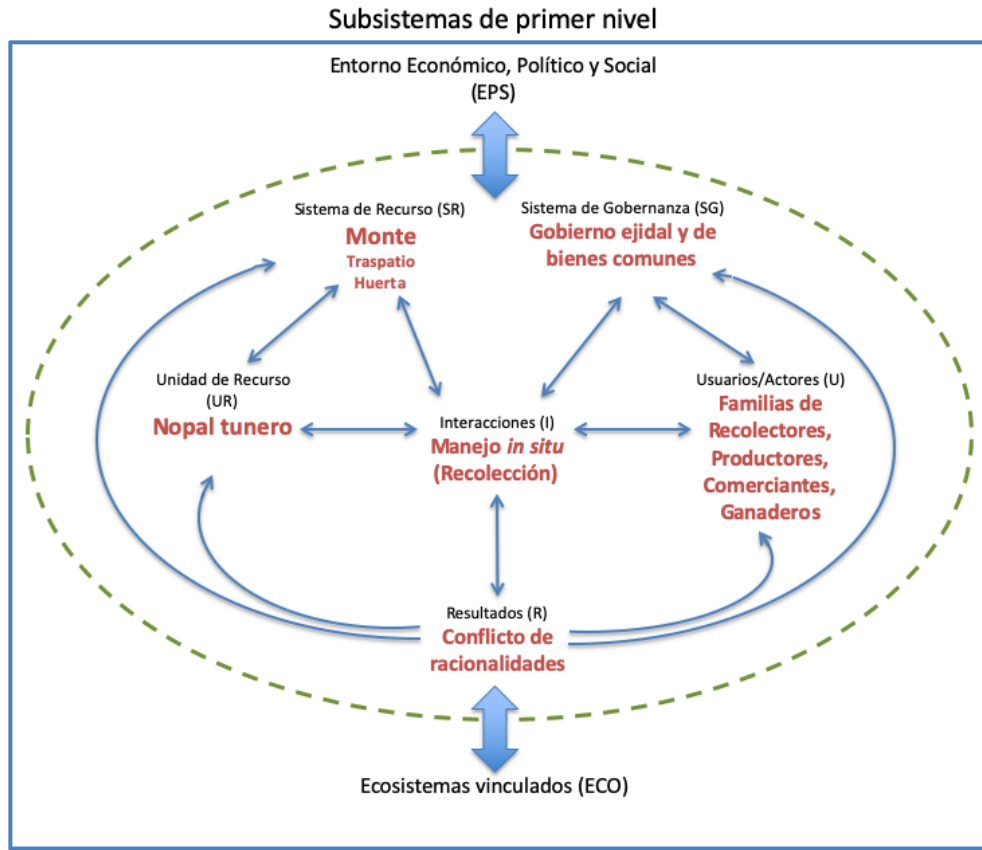 Subsistemas de primer nivel
Entorno Económico, Político y Social
(EPS)
Sistema de Recurso (SR)
Monte
Traspatio
Huerta
Sistema de Gobernanza (SG)
Gobierno ejidal y de
bienes comunes
Unidad de Recurso
(UR)
Nopal tunero
Interacciones (I)
Manejo in situ
(Recolección)
Usuarios/Actores (U)
Familias de
Recolectores,
Productores,
Comerciantes,
Ganaderos
Resultados (R)
Conflicto de
racionalidades
Ecosistemas vinculados (ECO)